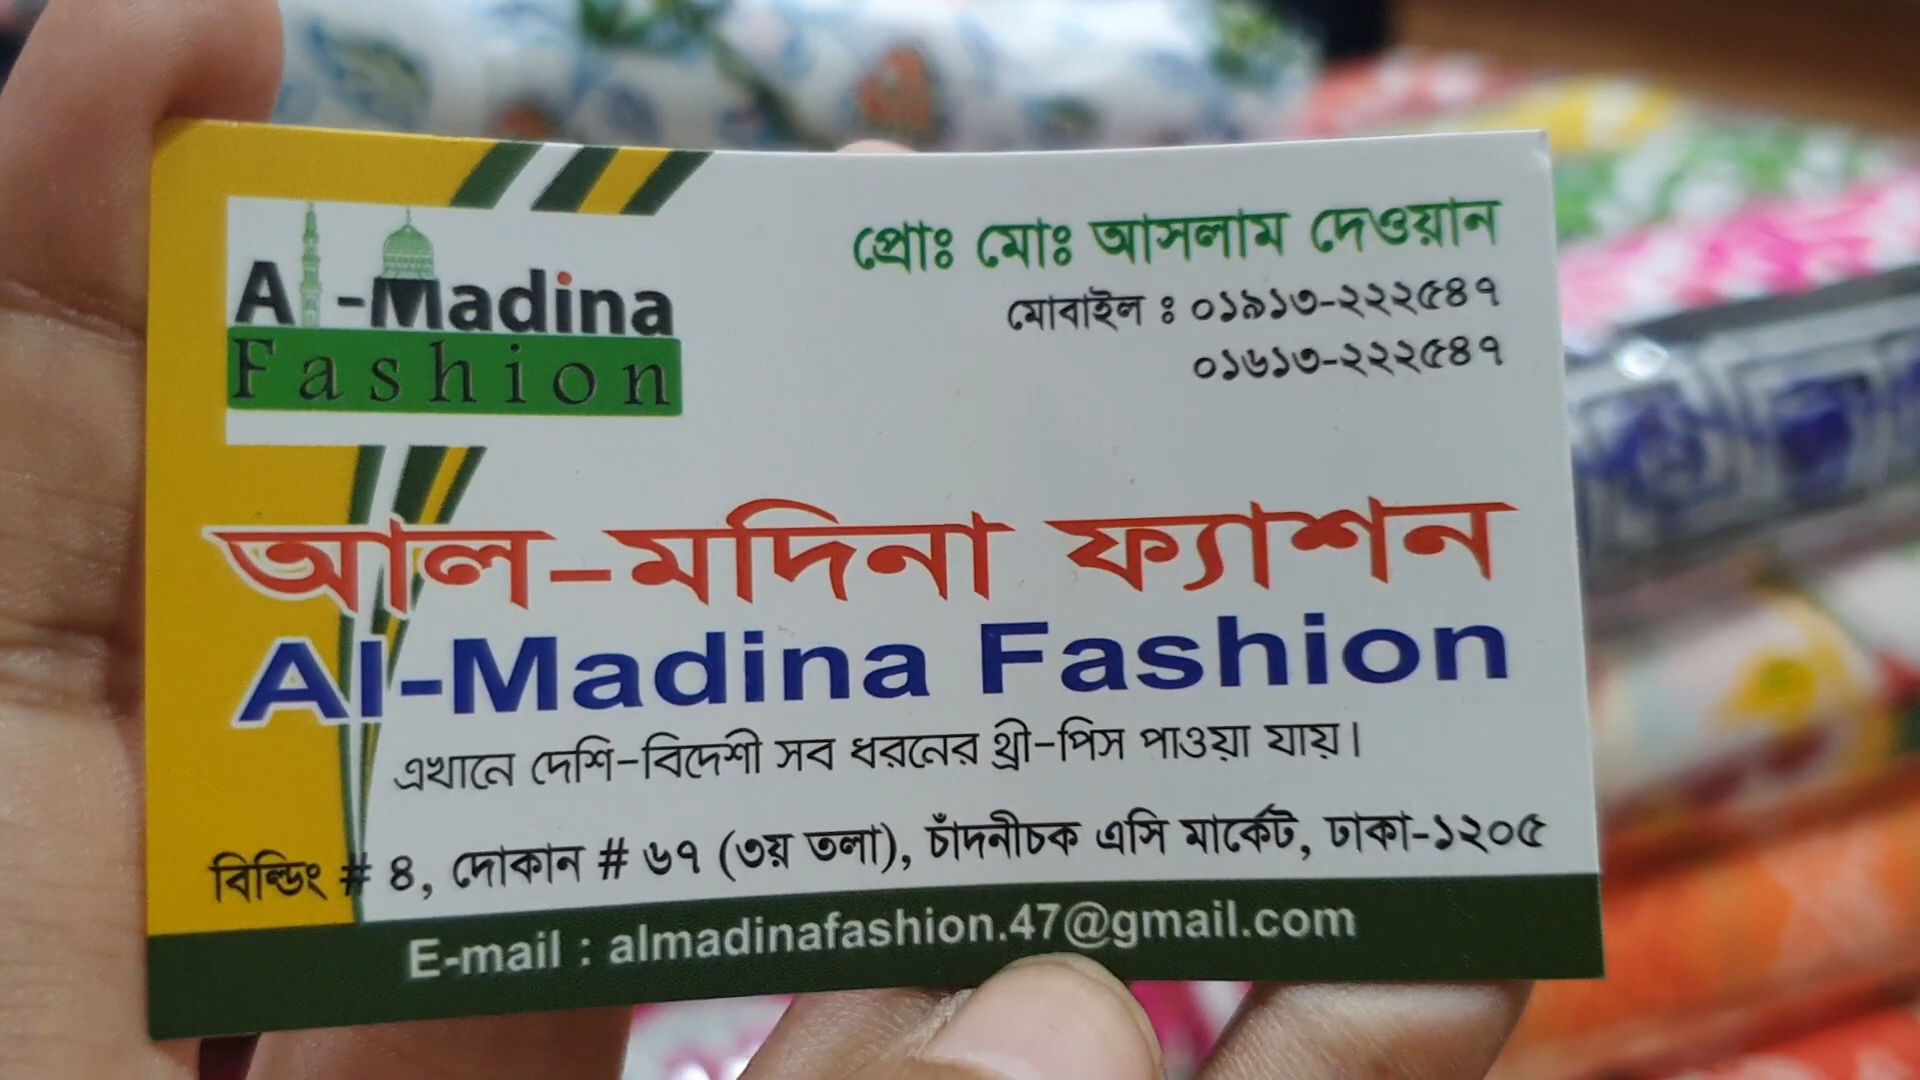 Al-Madina
Fashion
প্রোঃ মোঃ আসলাম দেওয়ান
মোবাইল ঃ ০১৯১৩-২২২৫৪৭
০১৬১৩-২২২৫৪৭
আল-মদিনা ফ্যাশন
Al-Madina Fashion
এখানে দেশি-বিদেশী সব ধরনের থ্রী-পিস পাওয়া যায়।
বিল্ডিং # ৪, দোকান # ৬৭ (৩য় তলা), চাঁদনীচক এসি মার্কেট, ঢাকা-১২০৫
E-mail : almadinafashion.47@gmail.com